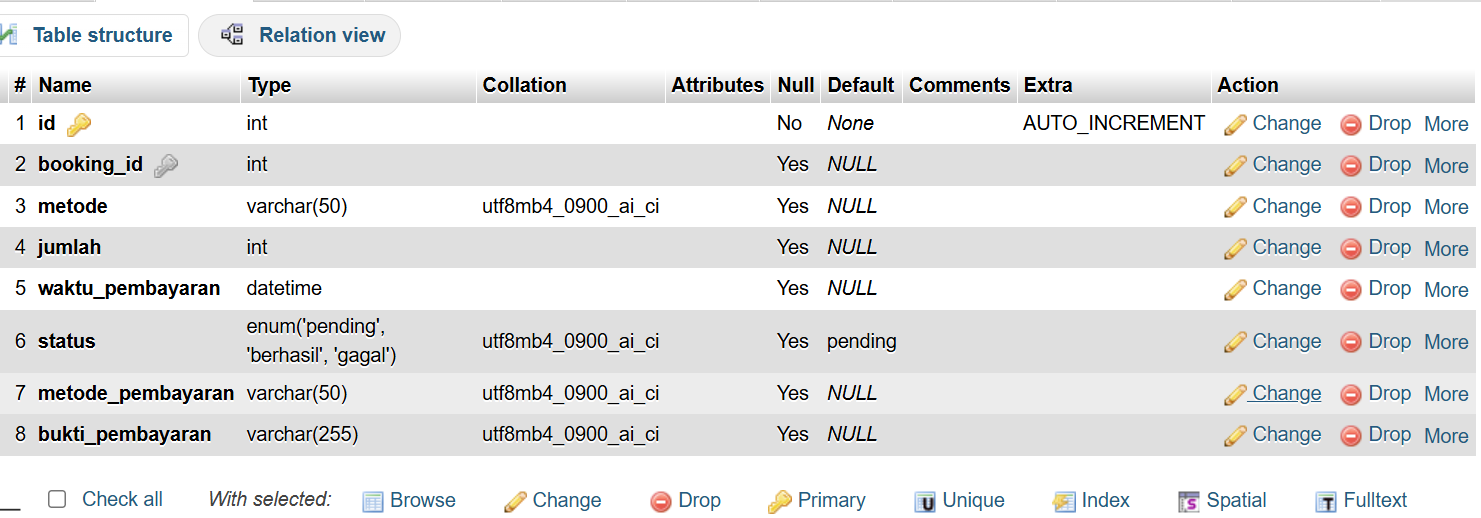 Table structure Relation view
# Name Type Collation Attributes Null Default Comments Extra Action
1 id int No None AUTO_INCREMENT Change Drop More
2 booking_id int Yes NULL Change Drop More
3 metode varchar(50) utf8mb4_0900_ai_ci Yes NULL Change Drop More
4 jumlah int Yes NULL Change Drop More
5 waktu_pembayaran datetime Yes NULL Change Drop More
6 status enum('pending', 'berhasil', 'gagal') utf8mb4_0900_ai_ci Yes pending Change Drop More
7 metode_pembayaran varchar(50) utf8mb4_0900_ai_ci Yes NULL Change Drop More
8 bukti_pembayaran varchar(255) utf8mb4_0900_ai_ci Yes NULL Change Drop More
Check all With selected: Browse Change Drop Primary Unique Index Spatial Fulltext